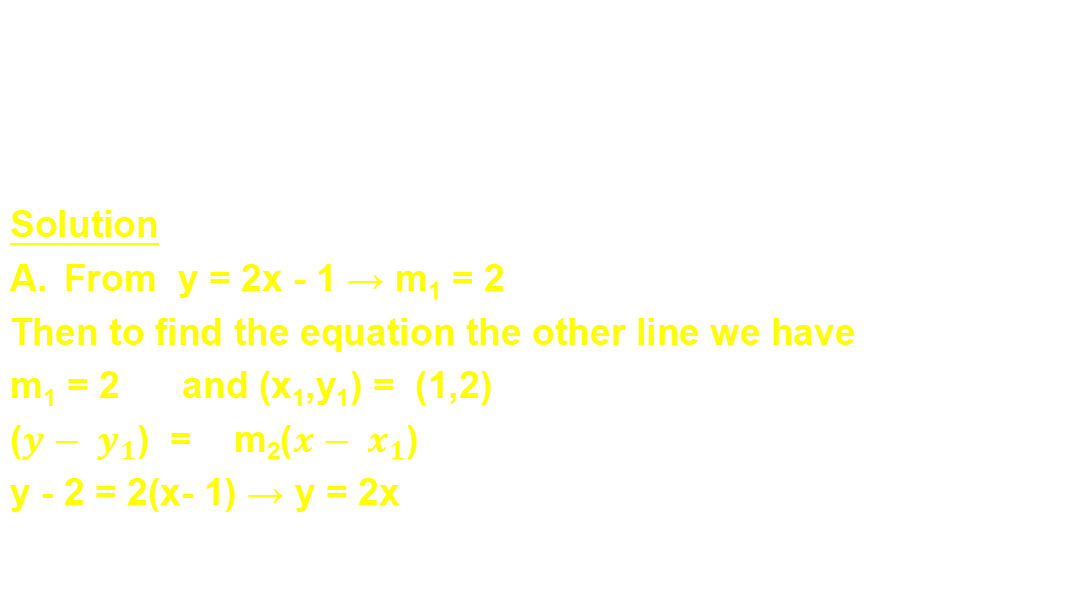 Solution
A. From y = 2x - 1 → m₁ = 2
Then to find the equation the other line we have
m₁ = 2 and (x₁,y₁) = (1,2)
(𝒚 − 𝒚₁) = m₂(𝒙 − 𝒙₁)
y - 2 = 2(x- 1) → y = 2x